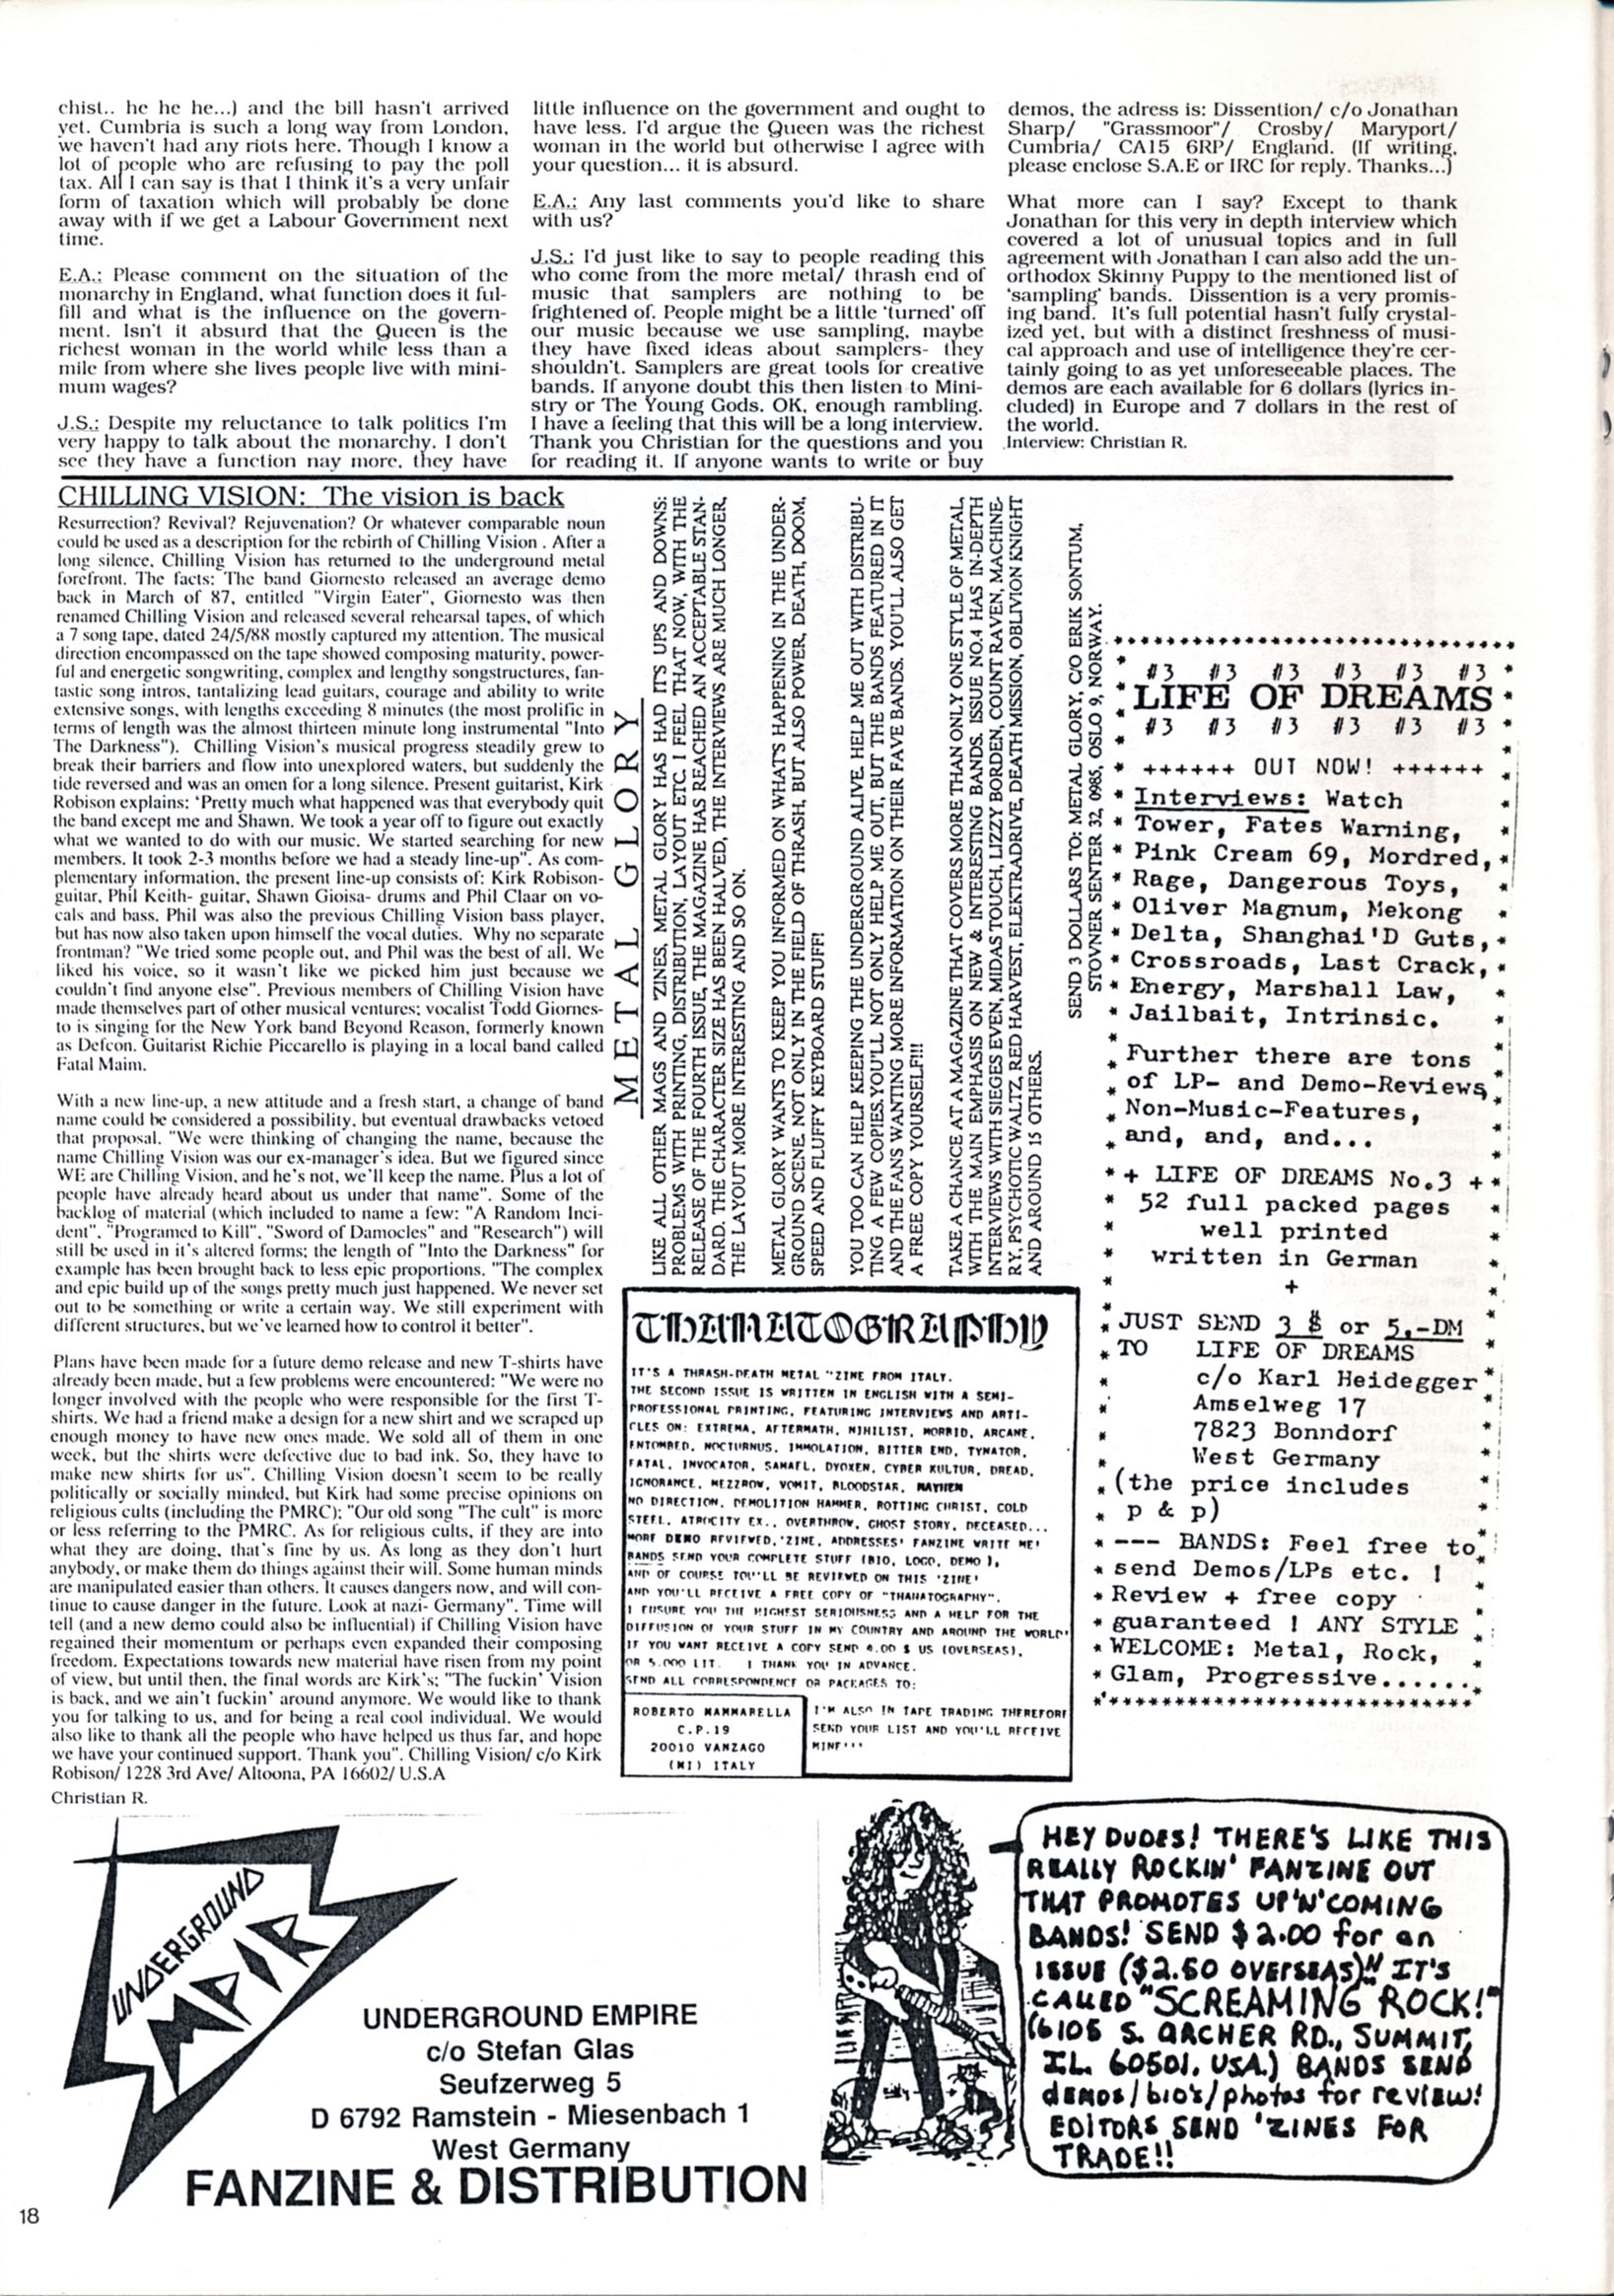 chist.. he he he...) and the bill hasn't arrived
yet. Cumbria is such a long way from London,
we haven't had any riots here. Though I know a
lot of people who are refusing to pay the poll
tax. All I can say is that I think it's a very unfair
form of taxation which will probably be done
away with if we get a Labour Government next
time.
E.A.: Please comment on the situation of the
monarchy in England, what function does it ful-
fill and what is the influence on the govern-
ment. Isn't it absurd that the Queen is the
richest woman in the world while less than a
mile from where she lives people live with mini-
mum wages?
J.S.: Despite my reluctance to talk politics I'm
very happy to talk about the monarchy. I don't
see they have a function nay more, they have
little influence on the government and ought to
have less. I'd argue the Queen was the richest
woman in the world but otherwise I agree with
your question... it is absurd.
E.A.: Any last comments you'd like to share
with us?
J.S.: I'd just like to say to people reading this
who come from the more metal/ thrash end of
music that samplers are nothing to be
frightened of. People might be a little 'turned' off
our music because we use sampling, maybe
they have fixed ideas about samplers- they
shouldn't. Samplers are great tools for creative
bands. If anyone doubt this then listen to Mini-
stry or The Young Gods. OK, enough rambling.
I have a feeling that this will be a long interview.
Thank you Christian for the questions and you
for reading it. If anyone wants to write or buy
demos, the adress is: Dissention/ c/o Jonathan
Sharp/ "Grassmoor"/ Crosby/ Maryport/
Cumbria/ CA15 6RP/ England. (If writing,
please enclose S.A.E or IRC for reply. Thanks...)
What more can I say? Except to thank
Jonathan for this very in depth interview which
covered a lot of unusual topics and in full
agreement with Jonathan I can also add the un-
orthodox Skinny Puppy to the mentioned list of
'sampling' bands. Dissention is a very promis-
ing band. It's full potential hasn't fully crystal-
ized yet, but with a distinct freshness of musi-
cal approach and use of intelligence they're cer-
tainly going to as yet unforeseeable places. The
demos are each available for 6 dollars (lyrics in-
cluded) in Europe and 7 dollars in the rest of
the world.
Interview: Christian R.
CHILLING VISION: The vision is back
Resurrection? Revival? Rejuvenation? Or whatever comparable noun
could be used as a description for the rebirth of Chilling Vision . After a
long silence, Chilling Vision has returned to the underground metal
forefront. The facts: The band Giornesto released an average demo
back in March of 87, entitled "Virgin Eater", Giornesto was then
renamed Chilling Vision and released several rehearsal tapes, of which
a 7 song tape, dated 24/5/88 mostly captured my attention. The musical
direction encompassed on the tape showed composing maturity, power-
ful and energetic songwriting, complex and lengthy songstructures, fan-
tastic song intros, tantalizing lead guitars, courage and ability to write
extensive songs, with lengths exceeding 8 minutes (the most prolific in
terms of length was the almost thirteen minute long instrumental "Into
The Darkness"). Chilling Vision's musical progress steadily grew to
break their barriers and flow into unexplored waters, but suddenly the
tide reversed and was an omen for a long silence. Present guitarist, Kirk
Robison explains: 'Pretty much what happened was that everybody quit
the band except me and Shawn. We took a year off to figure out exactly
what we wanted to do with our music. We started searching for new
members. It took 2-3 months before we had a steady line-up". As com-
plementary information, the present line-up consists of: Kirk Robison-
guitar, Phil Keith- guitar, Shawn Gioisa- drums and Phil Claar on vo-
cals and bass. Phil was also the previous Chilling Vision bass player,
but has now also taken upon himself the vocal duties. Why no separate
frontman? "We tried some people out, and Phil was the best of all. We
liked his voice, so it wasn't like we picked him just because we
couldn't find anyone else". Previous members of Chilling Vision have
made themselves part of other musical ventures; vocalist Todd Giornes-
to is singing for the New York band Beyond Reason, formerly known
as Defcon. Guitarist Richie Piccarello is playing in a local band called
Fatal Maim.
With a new line-up, a new attitude and a fresh start, a change of band
name could be considered a possibility, but eventual drawbacks vetoed
that proposal. "We were thinking of changing the name, because the
name Chilling Vision was our ex-manager's idea. But we figured since
WE are Chilling Vision, and he's not, we'll keep the name. Plus a lot of
people have already heard about us under that name". Some of the
backlog of material (which included to name a few: "A Random Inci-
dent", "Programed to Kill", "Sword of Damocles" and "Research") will
still be used in it's altered forms; the length of "Into the Darkness" for
example has been brought back to less epic proportions. "The complex
and epic build up of the songs pretty much just happened. We never set
out to be something or write a certain way. We still experiment with
different structures, but we've learned how to control it better".
Plans have been made for a future demo release and new T-shirts have
already been made, but a few problems were encountered: "We were no
longer involved with the people who were responsible for the first T-
shirts. We had a friend make a design for a new shirt and we scraped up
enough money to have new ones made. We sold all of them in one
week, but the shirts were defective due to bad ink. So, they have to
make new shirts for us". Chilling Vision doesn't seem to be really
politically or socially minded, but Kirk had some precise opinions on
religious cults (including the PMRC): "Our old song "The cult" is more
or less referring to the PMRC. As for religious cults, if they are into
what they are doing, that's fine by us. As long as they don't hurt
anybody, or make them do things against their will. Some human minds
are manipulated easier than others. It causes dangers now, and will con-
tinue to cause danger in the future. Look at nazi- Germany". Time will
tell (and a new demo could also be influential) if Chilling Vision have
regained their momentum or perhaps even expanded their composing
freedom. Expectations towards new material have risen from my point
of view, but until then, the final words are Kirk's: "The fuckin' Vision
is back, and we ain't fuckin' around anymore. We would like to thank
you for talking to us, and for being a real cool individual. We would
also like to thank all the people who have helped us thus far, and hope
we have your continued support. Thank you". Chilling Vision/ c/o Kirk
Robison/ 1228 3rd Ave/ Altoona, PA 16602/ U.S.A
Christian R.
METAL GLORY
LIKE ALL OTHER MAGS AND 'ZINES, METAL GLORY HAS HAD IT'S UPS AND DOWNS:
PROBLEMS WITH PRINTING, DISTRIBUTION, LAYOUT ETC. I FEEL THAT NOW, WITH THE
RELEASE OF THE FOURTH ISSUE, THE MAGAZINE HAS REACHED AN ACCEPTABLE STAN-
DARD. THE CHARACTER SIZE HAS BEEN HALVED, THE INTERVIEWS ARE MUCH LONGER,
THE LAYOUT MORE INTERESTING AND SO ON.
METAL GLORY WANTS TO KEEP YOU INFORMED ON WHAT'S HAPPENING IN THE UNDER-
GROUND SCENE, NOT ONLY IN THE FIELD OF THRASH, BUT ALSO POWER, DEATH, DOOM,
SPEED AND FLUFFY KEYBOARD STUFF!
YOU TOO CAN HELP KEEPING THE UNDERGROUND ALIVE. HELP ME OUT WITH DISTRIBU-
TING A FEW COPIES.YOU'LL NOT ONLY HELP ME OUT, BUT THE BANDS FEATURED IN IT
AND THE FANS WANTING MORE INFORMATION ON THEIR FAVE BANDS. YOU'LL ALSO GET
A FREE COPY YOURSELF!!!
TAKE A CHANCE AT A MAGAZINE THAT COVERS MORE THAN ONLY ONE STYLE OF METAL,
WITH THE MAIN EMPHASIS ON NEW & INTERESTING BANDS. ISSUE NO.4 HAS IN-DEPTH
INTERVIEWS WITH SIEGES EVEN, MIDAS TOUCH, LIZZY BORDEN, COUNT RAVEN, MACHINE-
RY, PSYCHOTIC WALTZ, RED HARVEST, ELEKTRADRIVE, DEATH MISSION, OBLIVION KNIGHT
AND AROUND 15 OTHERS.
SEND 3 DOLLARS TO: METAL GLORY, C/O ERIK SONTUM,
STOVNER SENTER 32, 0985, OSLO 9, NORWAY.
THANATOGRAPHY
IT'S A THRASH-DEATH METAL "ZINE FROM ITALY.
THE SECOND ISSUE IS WRITTEN IN ENGLISH WITH A SEMI-
PROFESSIONAL PRINTING, FEATURING INTERVIEWS AND ARTI-
CLES ON: EXTREMA, AFTERMATH, NIHILIST, MORBID, ARCANE,
ENTOMBED, NOCTURNUS, IMMOLATION, BITTER END, TYNATOR,
FATAL, INVOCATOR, SAMAEL, DYOXEN, CYBER KULTUR, DREAD,
IGNORANCE, MEZZROW, VOMIT, BLOODSTAR, MAYHEM
NO DIRECTION, DEMOLITION HAMMER, ROTTING CHRIST, COLD
STEEL, ATROCITY EX., OVERTHROW, GHOST STORY, DECEASED...
MORE DEMO REVIEWED, 'ZINE, ADDRESSES' FANZINE WRITE ME!
BANDS SEND YOUR COMPLETE STUFF (BIO, LOGO, DEMO ),
AND OF COURSE TOU'LL BE REVIEWED ON THIS 'ZINE'
AND YOU'LL RECEIVE A FREE COPY OF "THANATOGRAPHY".
I ENSURE YOU THE HIGHEST SERIOUSNESS AND A HELP FOR THE
DIFFUSION OF YOUR STUFF IN MY COUNTRY AND AROUND THE WORLD'
IF YOU WANT RECEIVE A COPY SEND 4.00 $ US (OVERSEAS),
OR 5.000 LIT. I THANK YOU IN ADVANCE.
SEND ALL CORRESPONDENCE OR PACKAGES TO:
ROBERTO MAMMARELLA
C.P.19
20010 VANZAGO
(MI) ITALY
I'M ALSO IN TAPE TRADING THEREFORE
SEND YOUR LIST AND YOU'LL RECEIVE
MINE'''
#3 #3 #3 #3 #3 #3
LIFE OF DREAMS
#3 #3 #3 #3 #3 #3
++++++ OUT NOW! ++++++
Interviews: Watch
Tower, Fates Warning,
Pink Cream 69, Mordred,
Rage, Dangerous Toys,
Oliver Magnum, Mekong
Delta, Shanghai'D Guts,
Crossroads, Last Crack,
Energy, Marshall Law,
Jailbait, Intrinsic.
Further there are tons
of LP- and Demo-Reviews,
Non-Music-Features,
and, and, and...
+ LIFE OF DREAMS No.3 +
52 full packed pages
well printed
written in German
+
JUST SEND 3 $ or 5,-DM
TO LIFE OF DREAMS
c/o Karl Heidegger
Amselweg 17
7823 Bonndorf
West Germany
(the price includes
p & p)
--- BANDS: Feel free to
send Demos/LPs etc. !
Review + free copy
guaranteed ! ANY STYLE
WELCOME: Metal, Rock,
Glam, Progressive......
UNDERGROUND
EMPIRE
UNDERGROUND EMPIRE
c/o Stefan Glas
Seufzerweg 5
D 6792 Ramstein - Miesenbach 1
West Germany
FANZINE & DISTRIBUTION
HEY DUDES! THERE'S LIKE THIS
REALLY ROCKIN' FANZINE OUT
THAT PROMOTES UP'N'COMING
BANDS! SEND $2.00 for an
ISSUE ($2.50 OVERSEAS)!! IT'S
CALLED "SCREAMING ROCK!"
(6105 S. ARCHER RD., SUMMIT,
IL. 60501, USA.) BANDS SEND
demos/bio's/photos for review!
EDITORS SEND 'ZINES FOR
TRADE!!
18